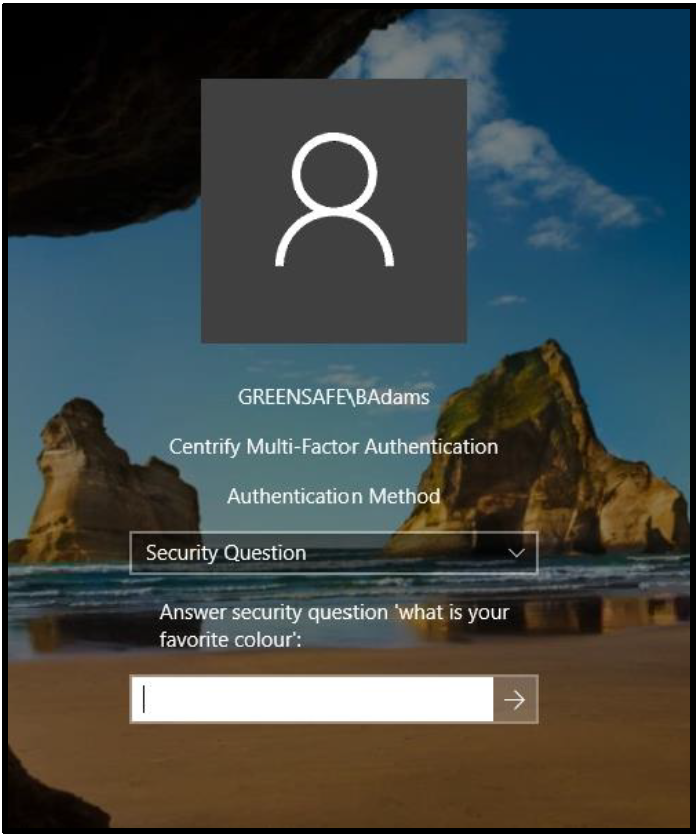 GREENSAFE\BAdams
Centrify Multi-Factor Authentication
Authentication Method
Security Question
Answer security question 'what is your
favorite colour':